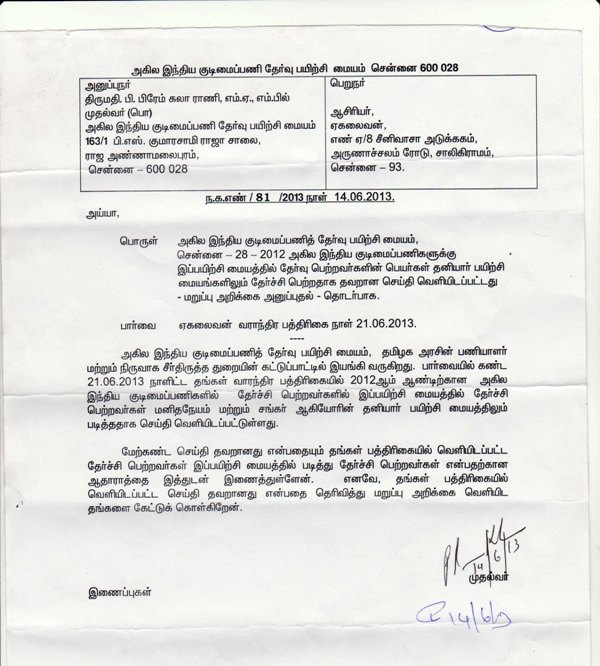 அகில இந்திய குடிமைப்பணி தேர்வு பயிற்சி மையம் சென்னை 600 028
அனுப்புநர்
திருமதி. பி. பிரேம் கலா ராணி, எம்.ஏ., எம்.பில்
முதல்வர் (பொ)
அகில இந்திய குடிமைப்பணி தேர்வு பயிற்சி மையம்
163/1 பி.எஸ். குமாரசாமி ராஜா சாலை,
ராஜ அண்ணாமலைபுரம்,
சென்னை – 600 028
பெறுநர்
ஆசிரியர்,
ஏகலைவன்,
எண் ஏ/8 சீனிவாசா அடுக்ககம்,
அருணாச்சலம் ரோடு, சாலிகிராமம்,
சென்னை – 93.
ந.க.எண் / 81 /2013 நாள் 14.06.2013.
அய்யா,
பொருள் அகில இந்திய குடிமைப்பணித் தேர்வு பயிற்சி மையம்,
சென்னை – 28 – 2012 அகில இந்திய குடிமைப்பணிகளுக்கு
இப்பயிற்சி மையத்தில் தேர்வு பெற்றவர்களின் பெயர்கள் தனியார் பயிற்சி
மையங்களிலும் தேர்ச்சி பெற்றதாக தவறான செய்தி வெளியிடப்பட்டது
- மறுப்பு அறிக்கை அனுப்புதல் - தொடர்பாக.
பார்வை ஏகலைவன் வராந்திர பத்திரிகை நாள் 21.06.2013.
----
அகில இந்திய குடிமைப்பணித் தேர்வு பயிற்சி மையம், தமிழக அரசின் பணியாளர்
மற்றும் நிருவாக சீர்திருத்த துறையின் கட்டுப்பாட்டில் இயங்கி வருகிறது. பார்வையில் கண்ட
21.06.2013 நாளிட்ட தங்கள் வாரந்திர பத்திரிகையில் 2012ஆம் ஆண்டிற்கான அகில
இந்திய குடிமைப்பணிகளில் தேர்ச்சி பெற்றவர்களில் இப்பயிற்சி மையத்தில் தேர்ச்சி
பெற்றவர்கள் மனிதநேயம் மற்றும் சங்கர் ஆகியோரின் தனியார் பயிற்சி மையத்திலும்
படித்ததாக செய்தி வெளியிடப்பட்டுள்ளது.
மேற்கண்ட செய்தி தவறானது என்பதையும் தங்கள் பத்திரிகையில் வெளியிடப்பட்ட
தேர்ச்சி பெற்றவர்கள் இப்பயிற்சி மையத்தில் படித்து தேர்ச்சி பெற்றவர்கள் என்பதற்கான
ஆதாரத்தை இத்துடன் இணைத்துள்ளேன். எனவே, தங்கள் பத்திரிகையில்
வெளியிடப்பட்ட செய்தி தவறானது என்பதை தெரிவித்து மறுப்பு அறிக்கை வெளியிட
தங்களை கேட்டுக் கொள்கிறேன்.
14/6/13
முதல்வர்
இணைப்புகள்
14/6/13